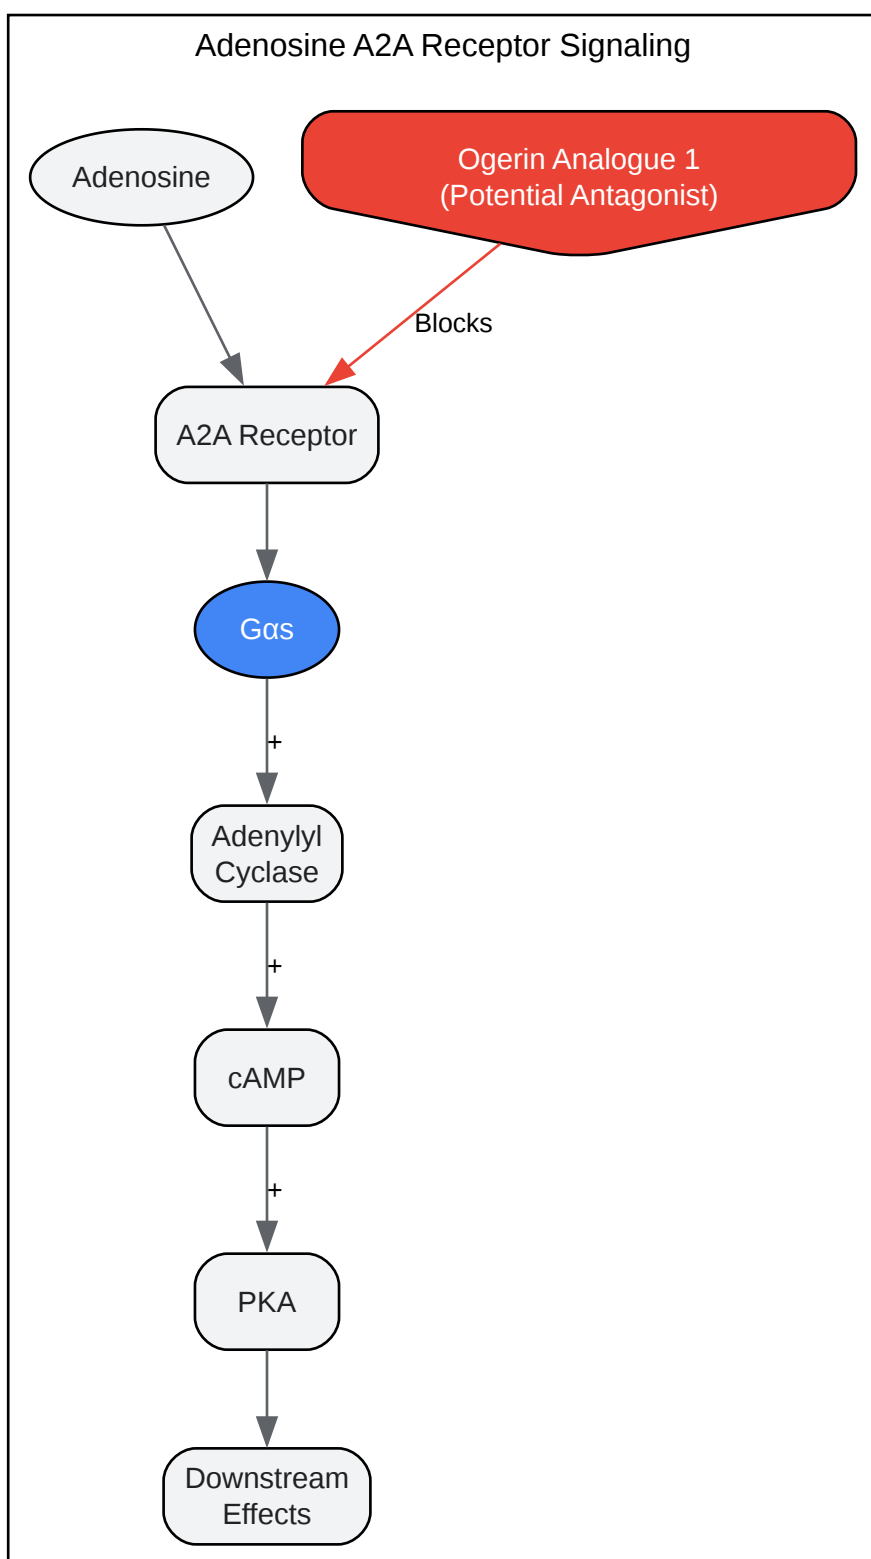 Adenosine A2A Receptor Signaling
Adenosine
Ogerin Analogue 1
(Potential Antagonist)
Blocks
A2A Receptor
Gαs
+
Adenylyl
Cyclase
+
cAMP
+
PKA
Downstream
Effects